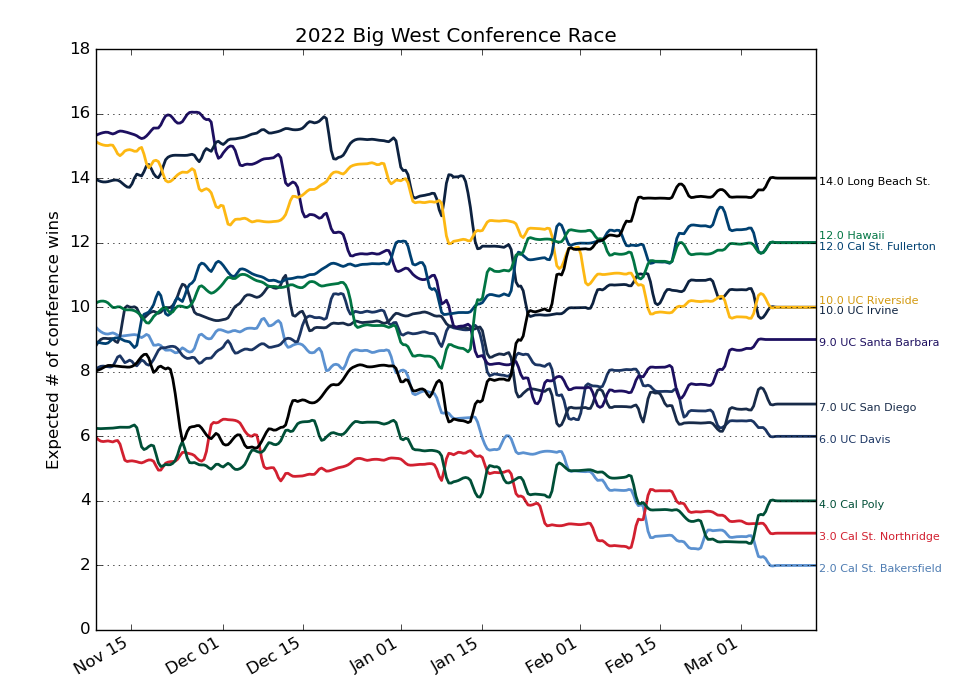 2022 Big West Conference Race
Expected # of conference wins
18
16
14
12
10
8
6
4
2
0
Nov 15
Dec 01
Dec 15
Jan 01
Jan 15
Feb 01
Feb 15
Mar 01
14.0 Long Beach St.
12.0 Hawaii
12.0 Cal St. Fullerton
10.0 UC Riverside
10.0 UC Irvine
9.0 UC Santa Barbara
7.0 UC San Diego
6.0 UC Davis
4.0 Cal Poly
3.0 Cal St. Northridge
2.0 Cal St. Bakersfield